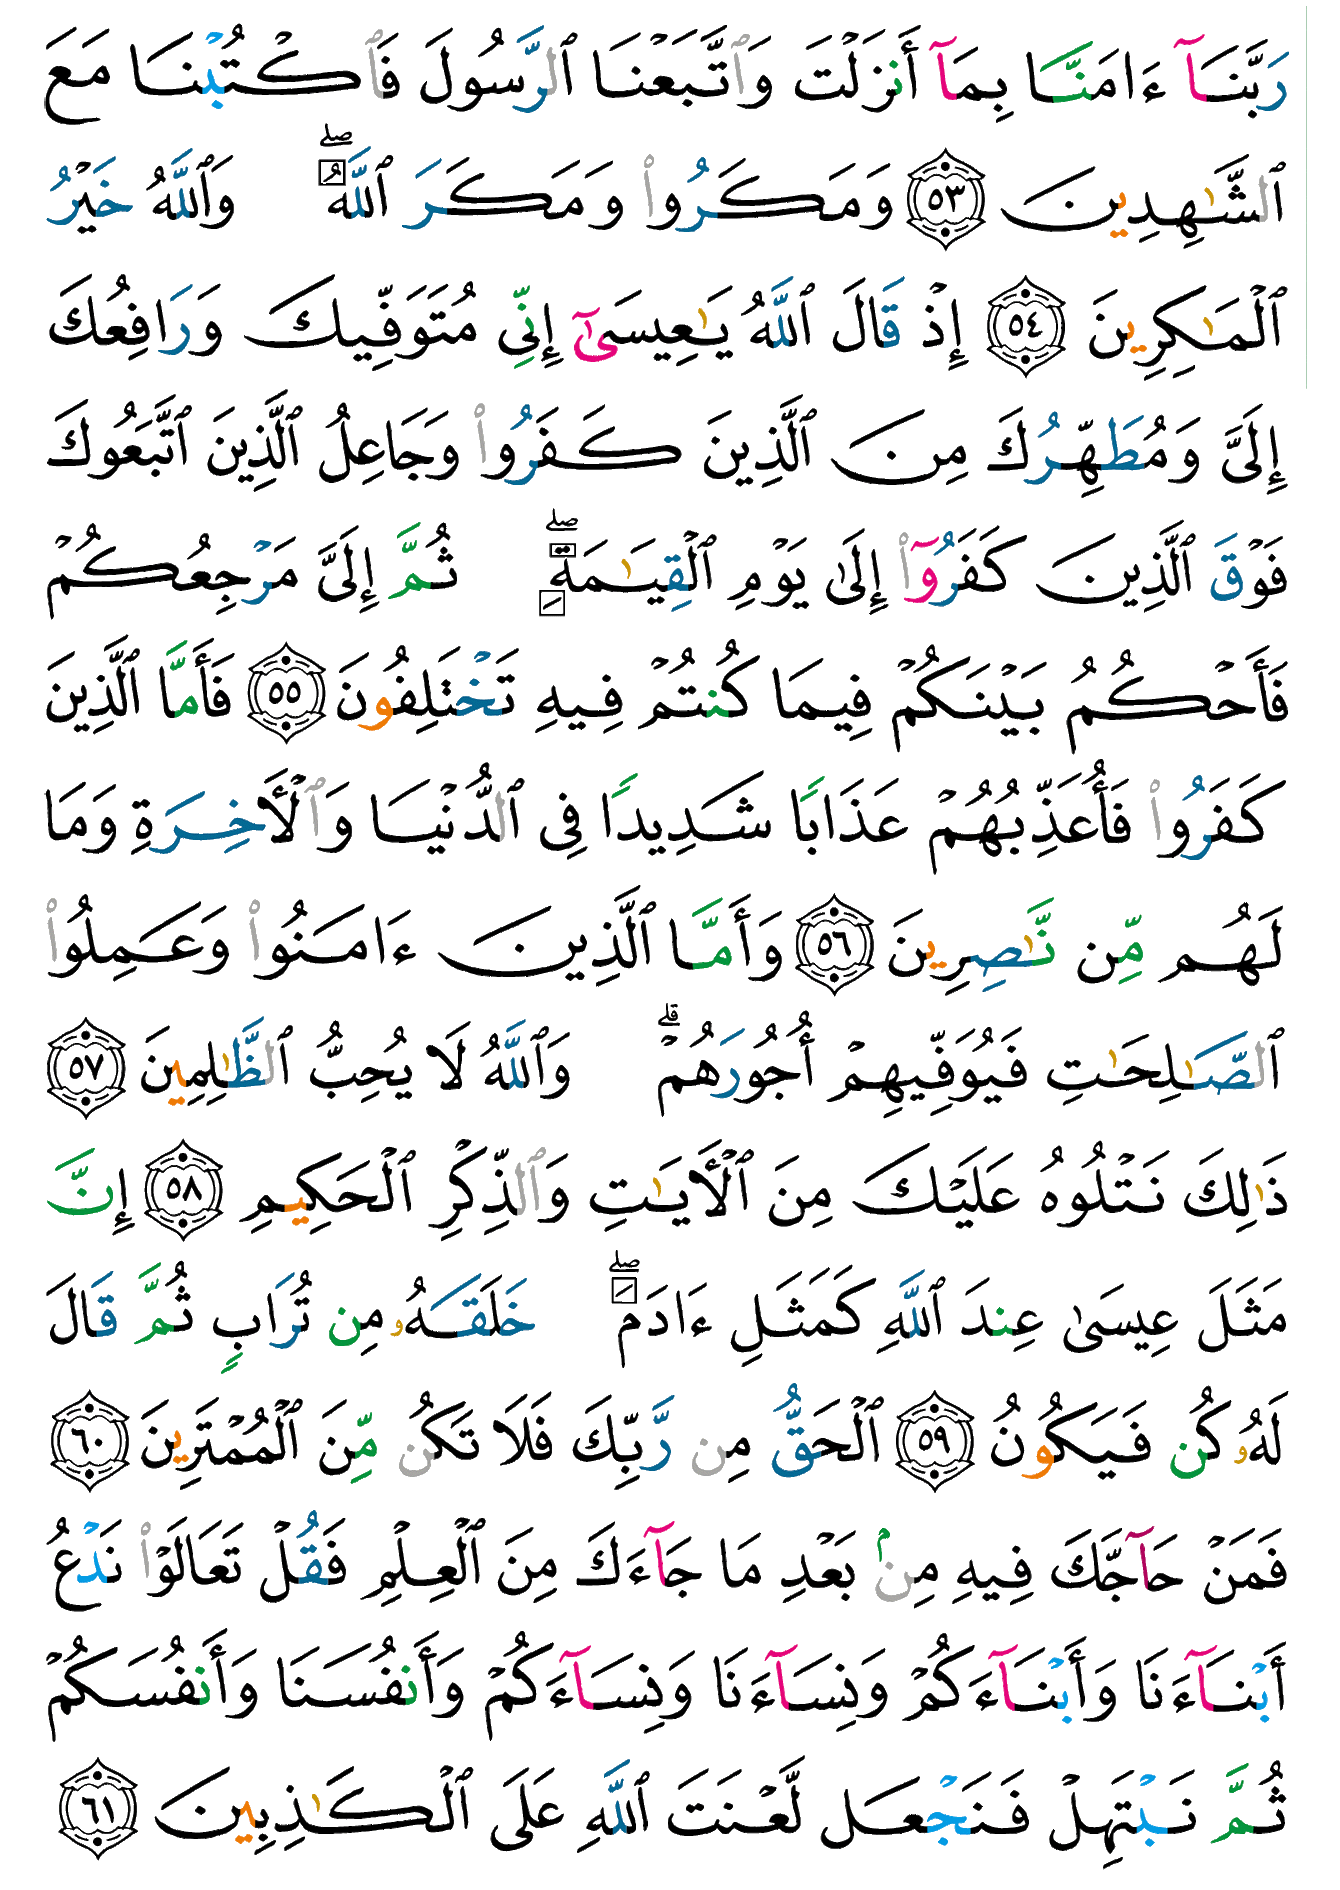 رَبَّنَآ ءَامَنَّا بِمَآ أَنزَلْتَ وَٱتَّبَعْنَا ٱلرَّسُولَ فَٱكْتُبْنَا مَعَ
ٱلشَّٰهِدِينَ ٥٣ وَمَكَرُوا۟ وَمَكَرَ ٱللَّهُۖ وَٱللَّهُ خَيْرُ
ٱلْمَٰكِرِينَ ٥٤ إِذْ قَالَ ٱللَّهُ يَٰعِيسَىٰٓ إِنِّى مُتَوَفِّيكَ وَرَافِعُكَ
إِلَىَّ وَمُطَهِّرُكَ مِنَ ٱلَّذِينَ كَفَرُوا۟ وَجَاعِلُ ٱلَّذِينَ ٱتَّبَعُوكَ
فَوْقَ ٱلَّذِينَ كَفَرُوٓا۟ إِلَىٰ يَوْمِ ٱلْقِيَٰمَةِۖ ثُمَّ إِلَىَّ مَرْجِعُكُمْ
فَأَحْكُمُ بَيْنَكُمْ فِيمَا كُنتُمْ فِيهِ تَخْتَلِفُونَ ٥٥ فَأَمَّا ٱلَّذِينَ
كَفَرُوا۟ فَأُعَذِّبُهُمْ عَذَابًا شَدِيدًا فِى ٱلدُّنْيَا وَٱلْأَخِرَةِ وَمَا
لَهُم مِّن نَّٰصِرِينَ ٥٦ وَأَمَّا ٱلَّذِينَ ءَامَنُوا۟ وَعَمِلُوا۟
ٱلصَّٰلِحَٰتِ فَيُوَفِّيهِمْ أُجُورَهُمْۗ وَٱللَّهُ لَا يُحِبُّ ٱلظَّٰلِمِينَ ٥٧
ذَٰلِكَ نَتْلُوهُ عَلَيْكَ مِنَ ٱلْأَيَٰتِ وَٱلذِّكْرِ ٱلْحَكِيمِ ٥٨ إِنَّ
مَثَلَ عِيسَىٰ عِندَ ٱللَّهِ كَمَثَلِ ءَادَمَۖ خَلَقَهُۥ مِن تُرَابٍ ثُمَّ قَالَ
لَهُۥ كُن فَيَكُونُ ٥٩ ٱلْحَقُّ مِن رَّبِّكَ فَلَا تَكُن مِّنَ ٱلْمُمْتَرِينَ ٦٠
فَمَنْ حَآجَّكَ فِيهِ مِنۢ بَعْدِ مَا جَآءَكَ مِنَ ٱلْعِلْمِ فَقُلْ تَعَالَوْا۟ نَدْعُ
أَبْنَآءَنَا وَأَبْنَآءَكُمْ وَنِسَآءَنَا وَنِسَآءَكُمْ وَأَنفُسَنَا وَأَنفُسَكُمْ
ثُمَّ نَبْتَهِلْ فَنَجْعَل لَّعْنَتَ ٱللَّهِ عَلَى ٱلْكَٰذِبِينَ ٦١